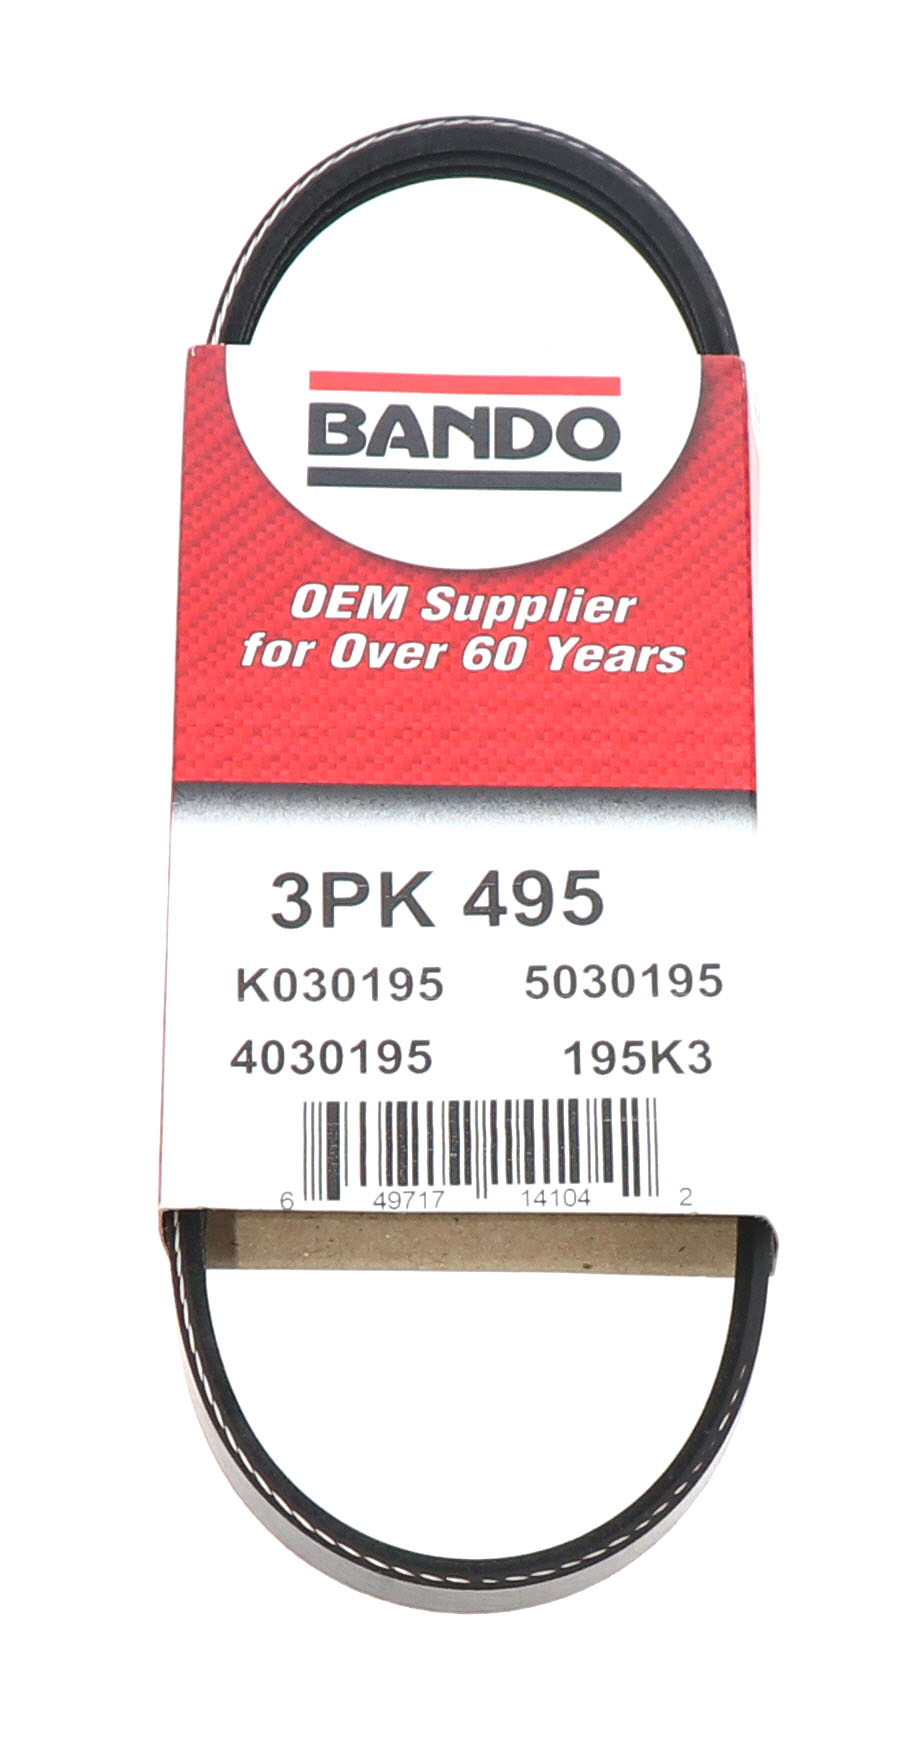 BANDO
OEM Supplier
for Over 60 Years
3PK 495
K030195 5030195
4030195 195K3
6 49717 14104 2